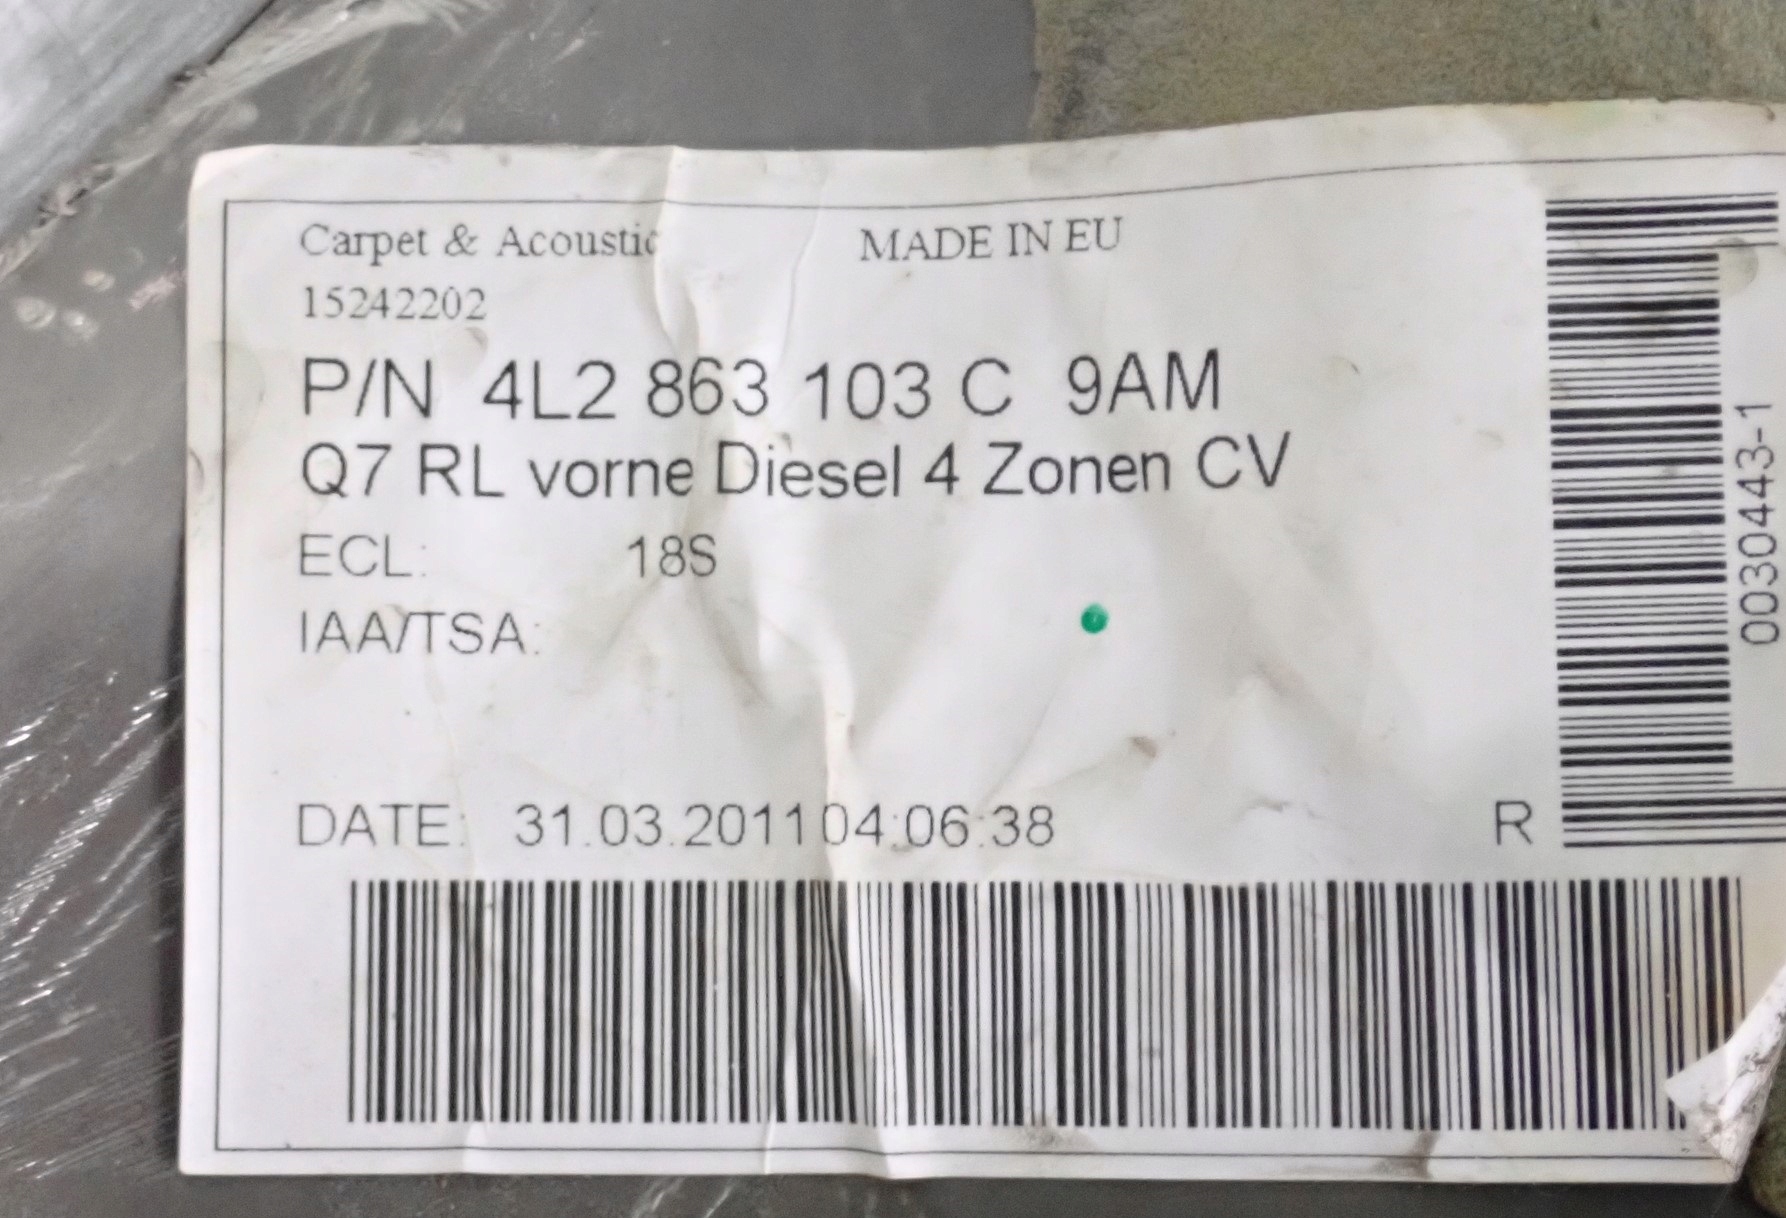 Carpet & Acoustic MADE IN EU
15242202
P/N 4L2 863 103 C 9AM
Q7 RL vorne Diesel 4 Zonen CV
ECL: 18S
IAA/TSA:
DATE: 31.03.2011 04:06:38 R
0030443-1